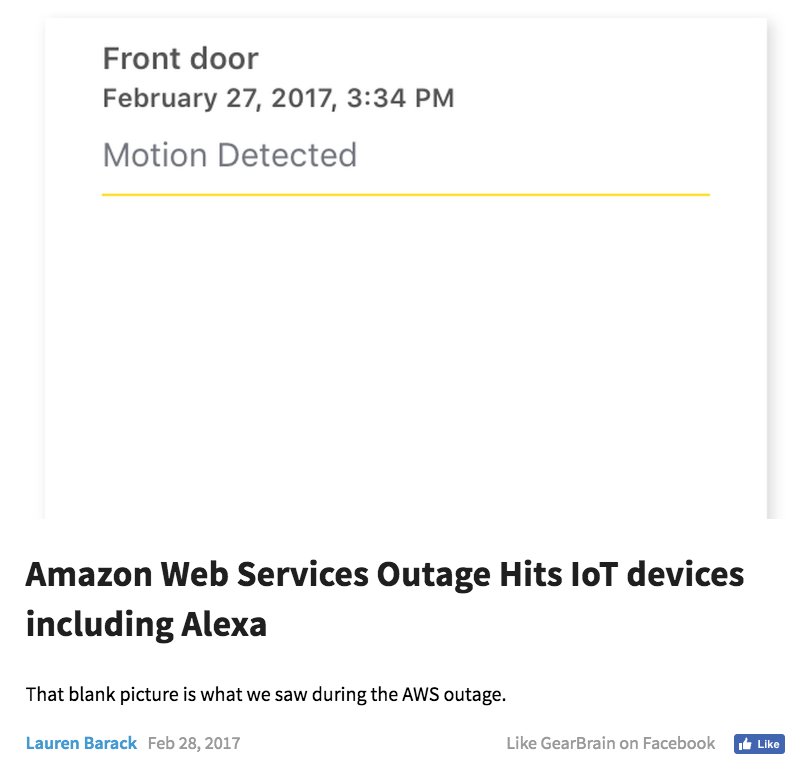 Front door
February 27, 2017, 3:34 PM
Motion Detected
Amazon Web Services Outage Hits IoT devices
including Alexa
That blank picture is what we saw during the AWS outage.
Lauren Barack Feb 28, 2017 Like GearBrain on Facebook Like